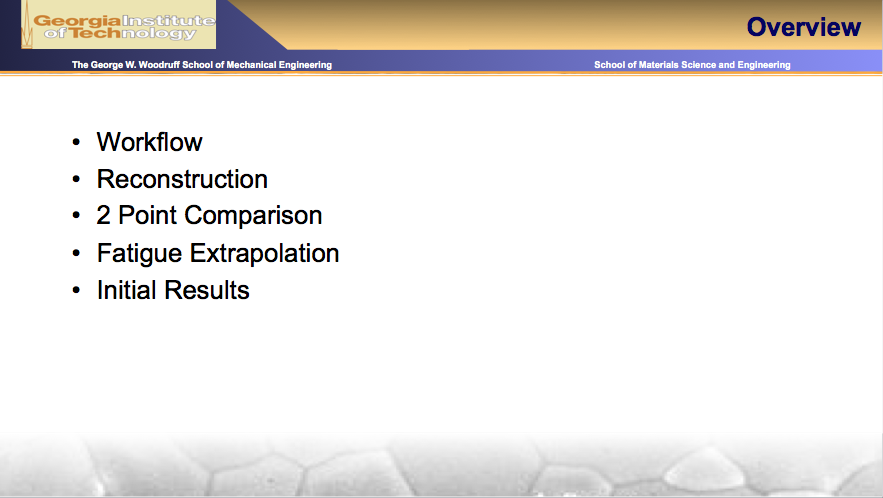 Georgia Institute
of Technology
Overview
The George W. Woodruff School of Mechanical Engineering
School of Materials Science and Engineering
• Workflow
• Reconstruction
• 2 Point Comparison
• Fatigue Extrapolation
• Initial Results